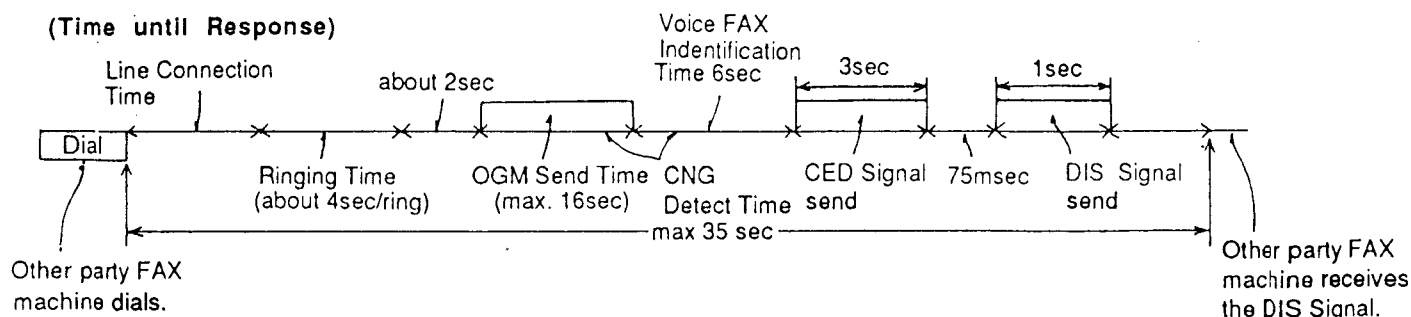 (Time until Response)
Line Connection
Time
about 2sec
Voice FAX
Indentification
Time 6sec
3sec
1sec
Dial
Ringing Time
(about 4sec/ring)
OGM Send Time
(max. 16sec)
CNG
Detect Time
CED Signal
send
75msec
DIS Signal
send
max 35 sec
Other party FAX
machine dials.
Other party FAX
machine receives
the DIS Signal.